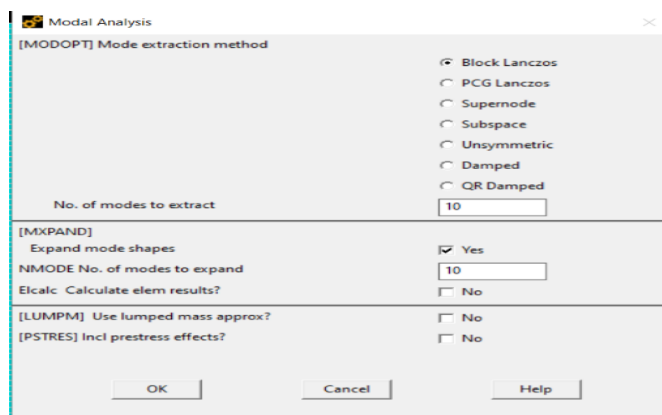 Modal Analysis
[MODOPT] Mode extraction method
Block Lanczos
PCG Lanczos
Supernode
Subspace
Unsymmetric
Damped
QR Damped
No. of modes to extract 10
[MXPAND]
Expand mode shapes Yes
NMODE No. of modes to expand 10
Elcalc Calculate elem results? No
[LUMPM] Use lumped mass approx? No
[PSTRES] Incl prestress effects? No
OK Cancel Help